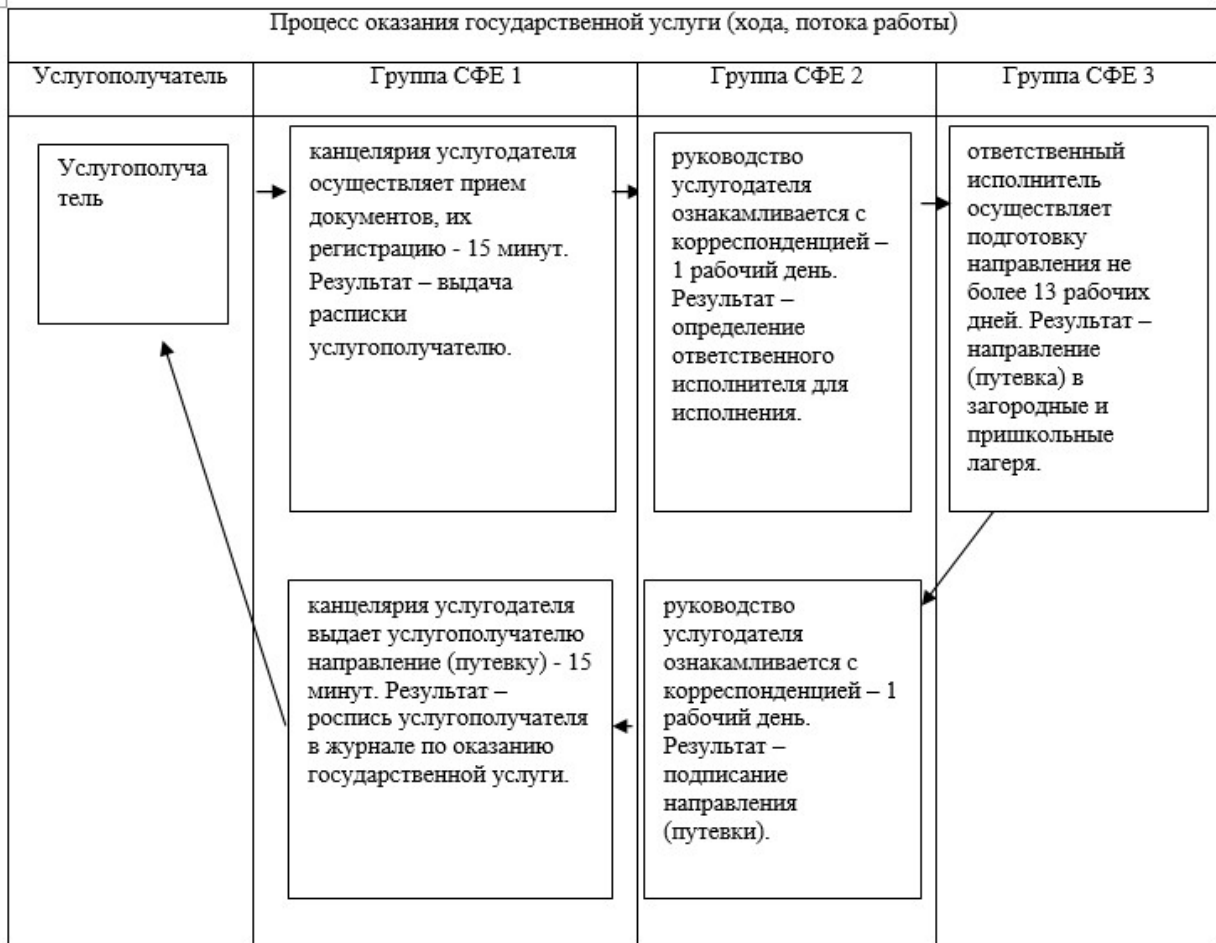 Процесс оказания государственной услуги (хода, потока работы)
Услугополучатель
Группа СФЕ 1
Группа СФЕ 2
Группа СФЕ 3
Услугополуча
тель
канцелярия услугодателя
осуществляет прием
документов, их
регистрацию - 15 минут.
Результат – выдача
расписки
услугополучателю.
руководство
услугодателя
ознакамливается с
корреспонденцией –
1 рабочий день.
Результат –
определение
ответственного
исполнителя для
исполнения.
ответственный
исполнитель
осуществляет
подготовку
направления не
более 13 рабочих
дней. Результат –
направление
(путевка) в
загородные и
пришкольные
лагеря.
канцелярия услугодателя
выдает услугополучателю
направление (путевку) - 15
минут. Результат –
роспись услугополучателя
в журнале по оказанию
государственной услуги.
руководство
услугодателя
ознакамливается с
корреспонденцией – 1
рабочий день.
Результат –
подписание
направления
(путевки).